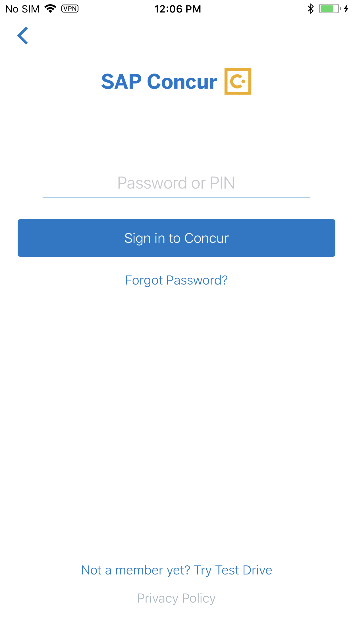 No SIM VPN 12:06 PM
SAP Concur
Password or PIN
Sign in to Concur
Forgot Password?
Not a member yet? Try Test Drive
Privacy Policy